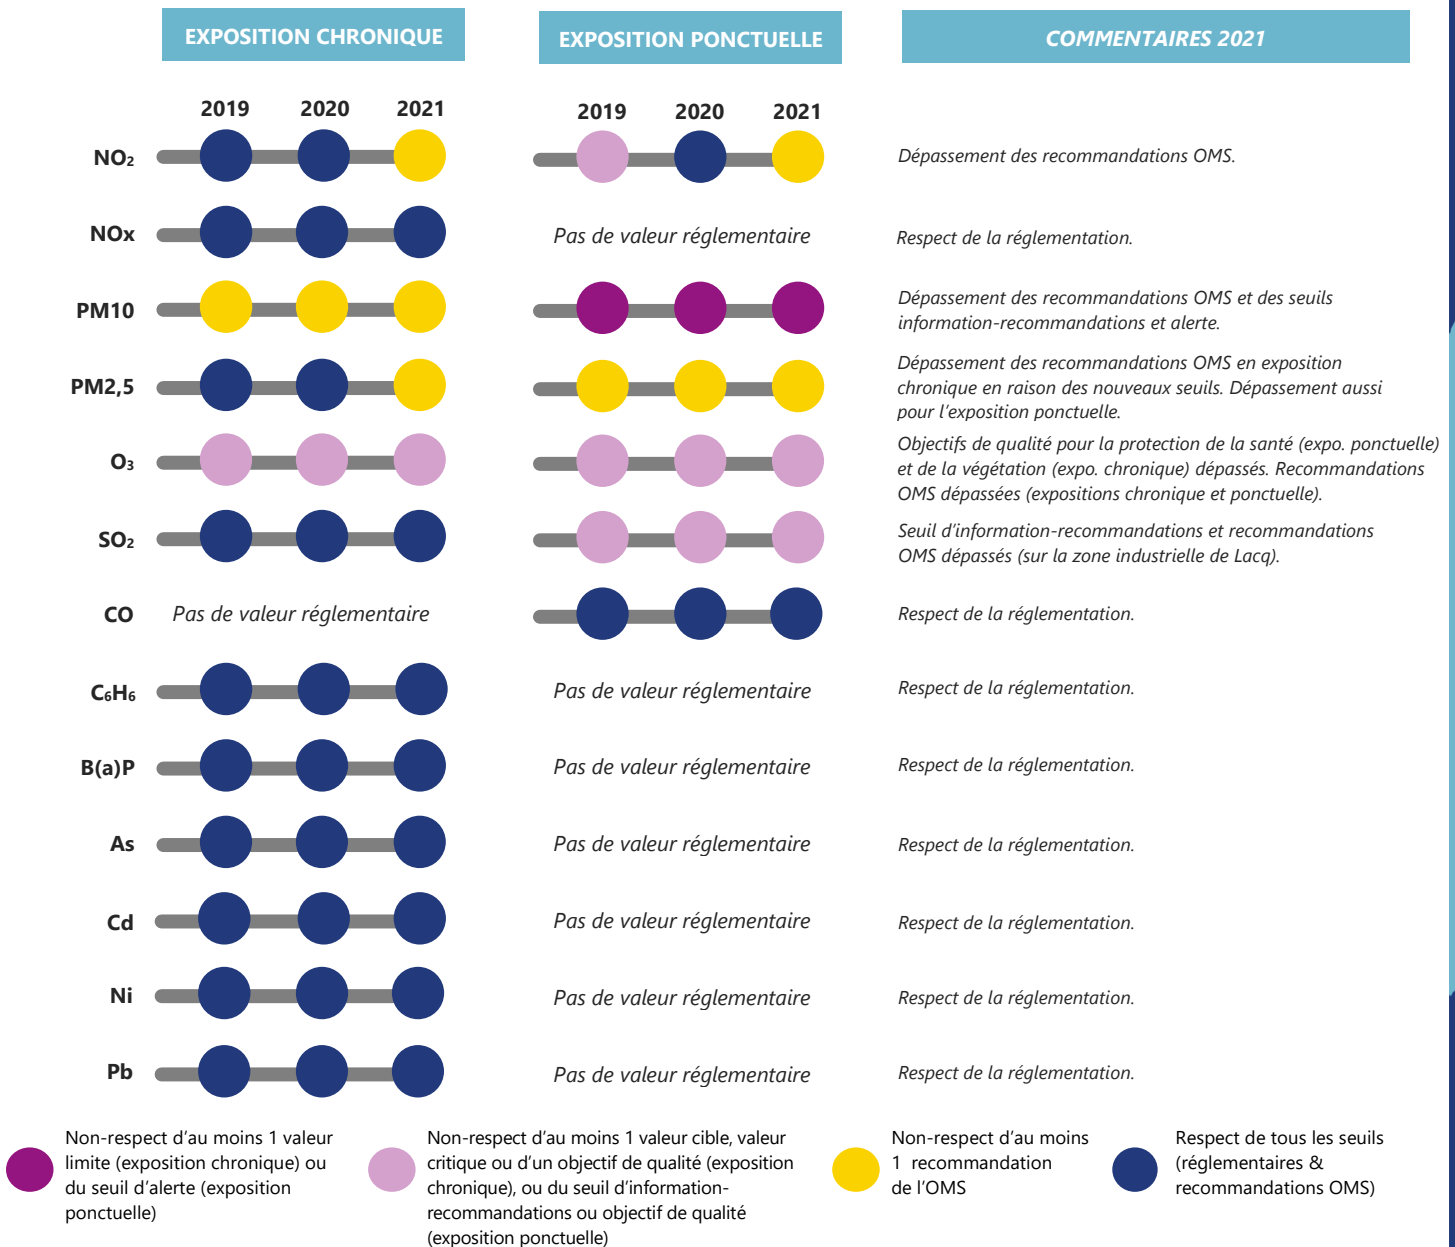 EXPOSITION CHRONIQUE
EXPOSITION PONCTUELLE
COMMENTAIRES 2021
2019 2020 2021
2019 2020 2021
NO₂
Dépassement des recommandations OMS.
NOx
Pas de valeur réglementaire
Respect de la réglementation.
PM10
Dépassement des recommandations OMS et des seuils
information-recommandations et alerte.
PM2,5
Dépassement des recommandations OMS en exposition
chronique en raison des nouveaux seuils. Dépassement aussi
pour l'exposition ponctuelle.
O₃
Objectifs de qualité pour la protection de la santé (expo. ponctuelle)
et de la végétation (expo. chronique) dépassés. Recommandations
OMS dépassées (expositions chronique et ponctuelle).
SO₂
Seuil d'information-recommandations et recommandations
OMS dépassés (sur la zone industrielle de Lacq).
CO
Pas de valeur réglementaire
Respect de la réglementation.
C₆H₆
Pas de valeur réglementaire
Respect de la réglementation.
B(a)P
Pas de valeur réglementaire
Respect de la réglementation.
As
Pas de valeur réglementaire
Respect de la réglementation.
Cd
Pas de valeur réglementaire
Respect de la réglementation.
Ni
Pas de valeur réglementaire
Respect de la réglementation.
Pb
Pas de valeur réglementaire
Respect de la réglementation.
Non-respect d'au moins 1 valeur
limite (exposition chronique) ou
du seuil d'alerte (exposition
ponctuelle)
Non-respect d'au moins 1 valeur cible, valeur
critique ou d'un objectif de qualité (exposition
chronique), ou du seuil d'information-
recommandations ou objectif de qualité
(exposition ponctuelle)
Non-respect d'au moins
1 recommandation
de l'OMS
Respect de tous les seuils
(réglementaires &
recommandations OMS)